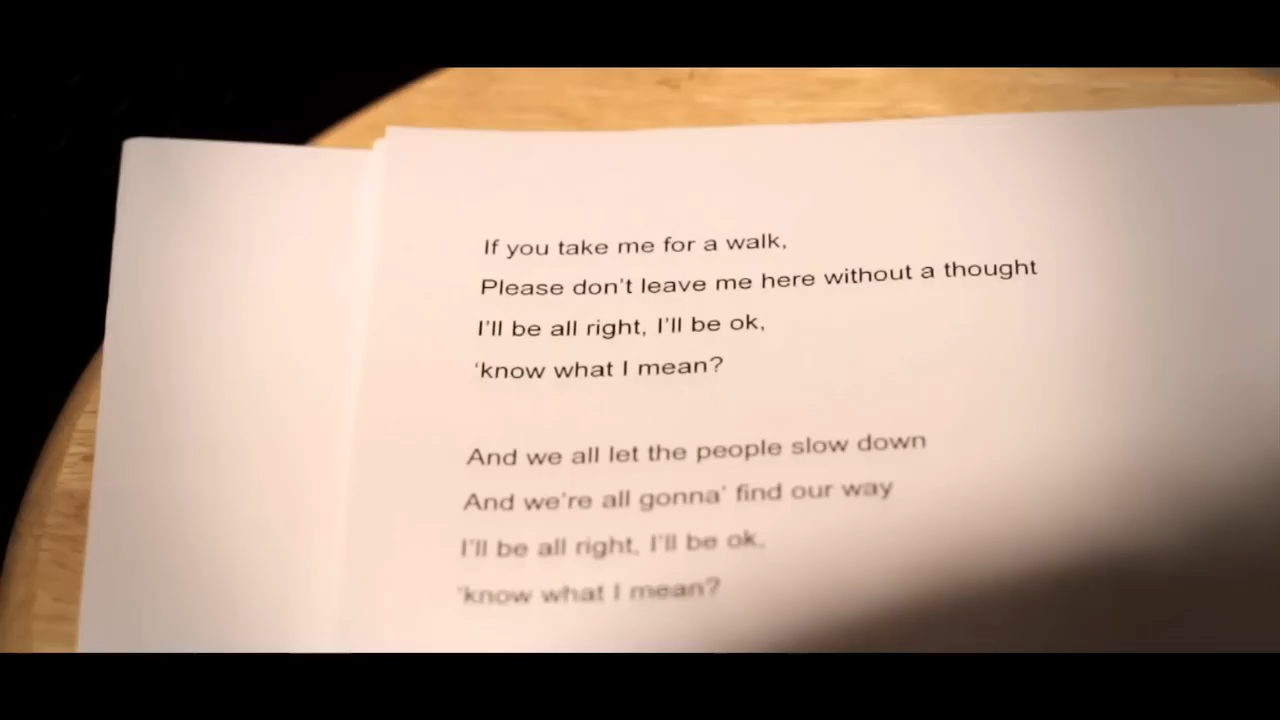 If you take me for a walk,
Please don't leave me here without a thought
I'll be all right, I'll be ok,
‘know what I mean?
And we all let the people slow down
And we're all gonna’ find our way
I'll be all right, I'll be ok,
‘know what I mean?